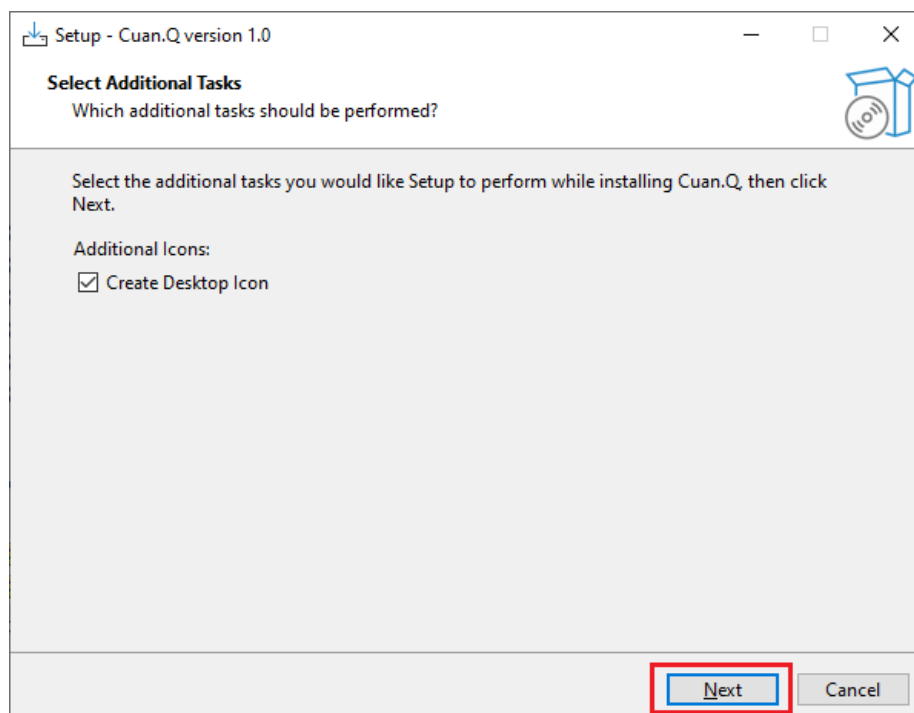 Setup - Cuan.Q version 1.0
Select Additional Tasks
Which additional tasks should be performed?
Select the additional tasks you would like Setup to perform while installing Cuan.Q, then click
Next.
Additional Icons:
Create Desktop Icon
Next
Cancel